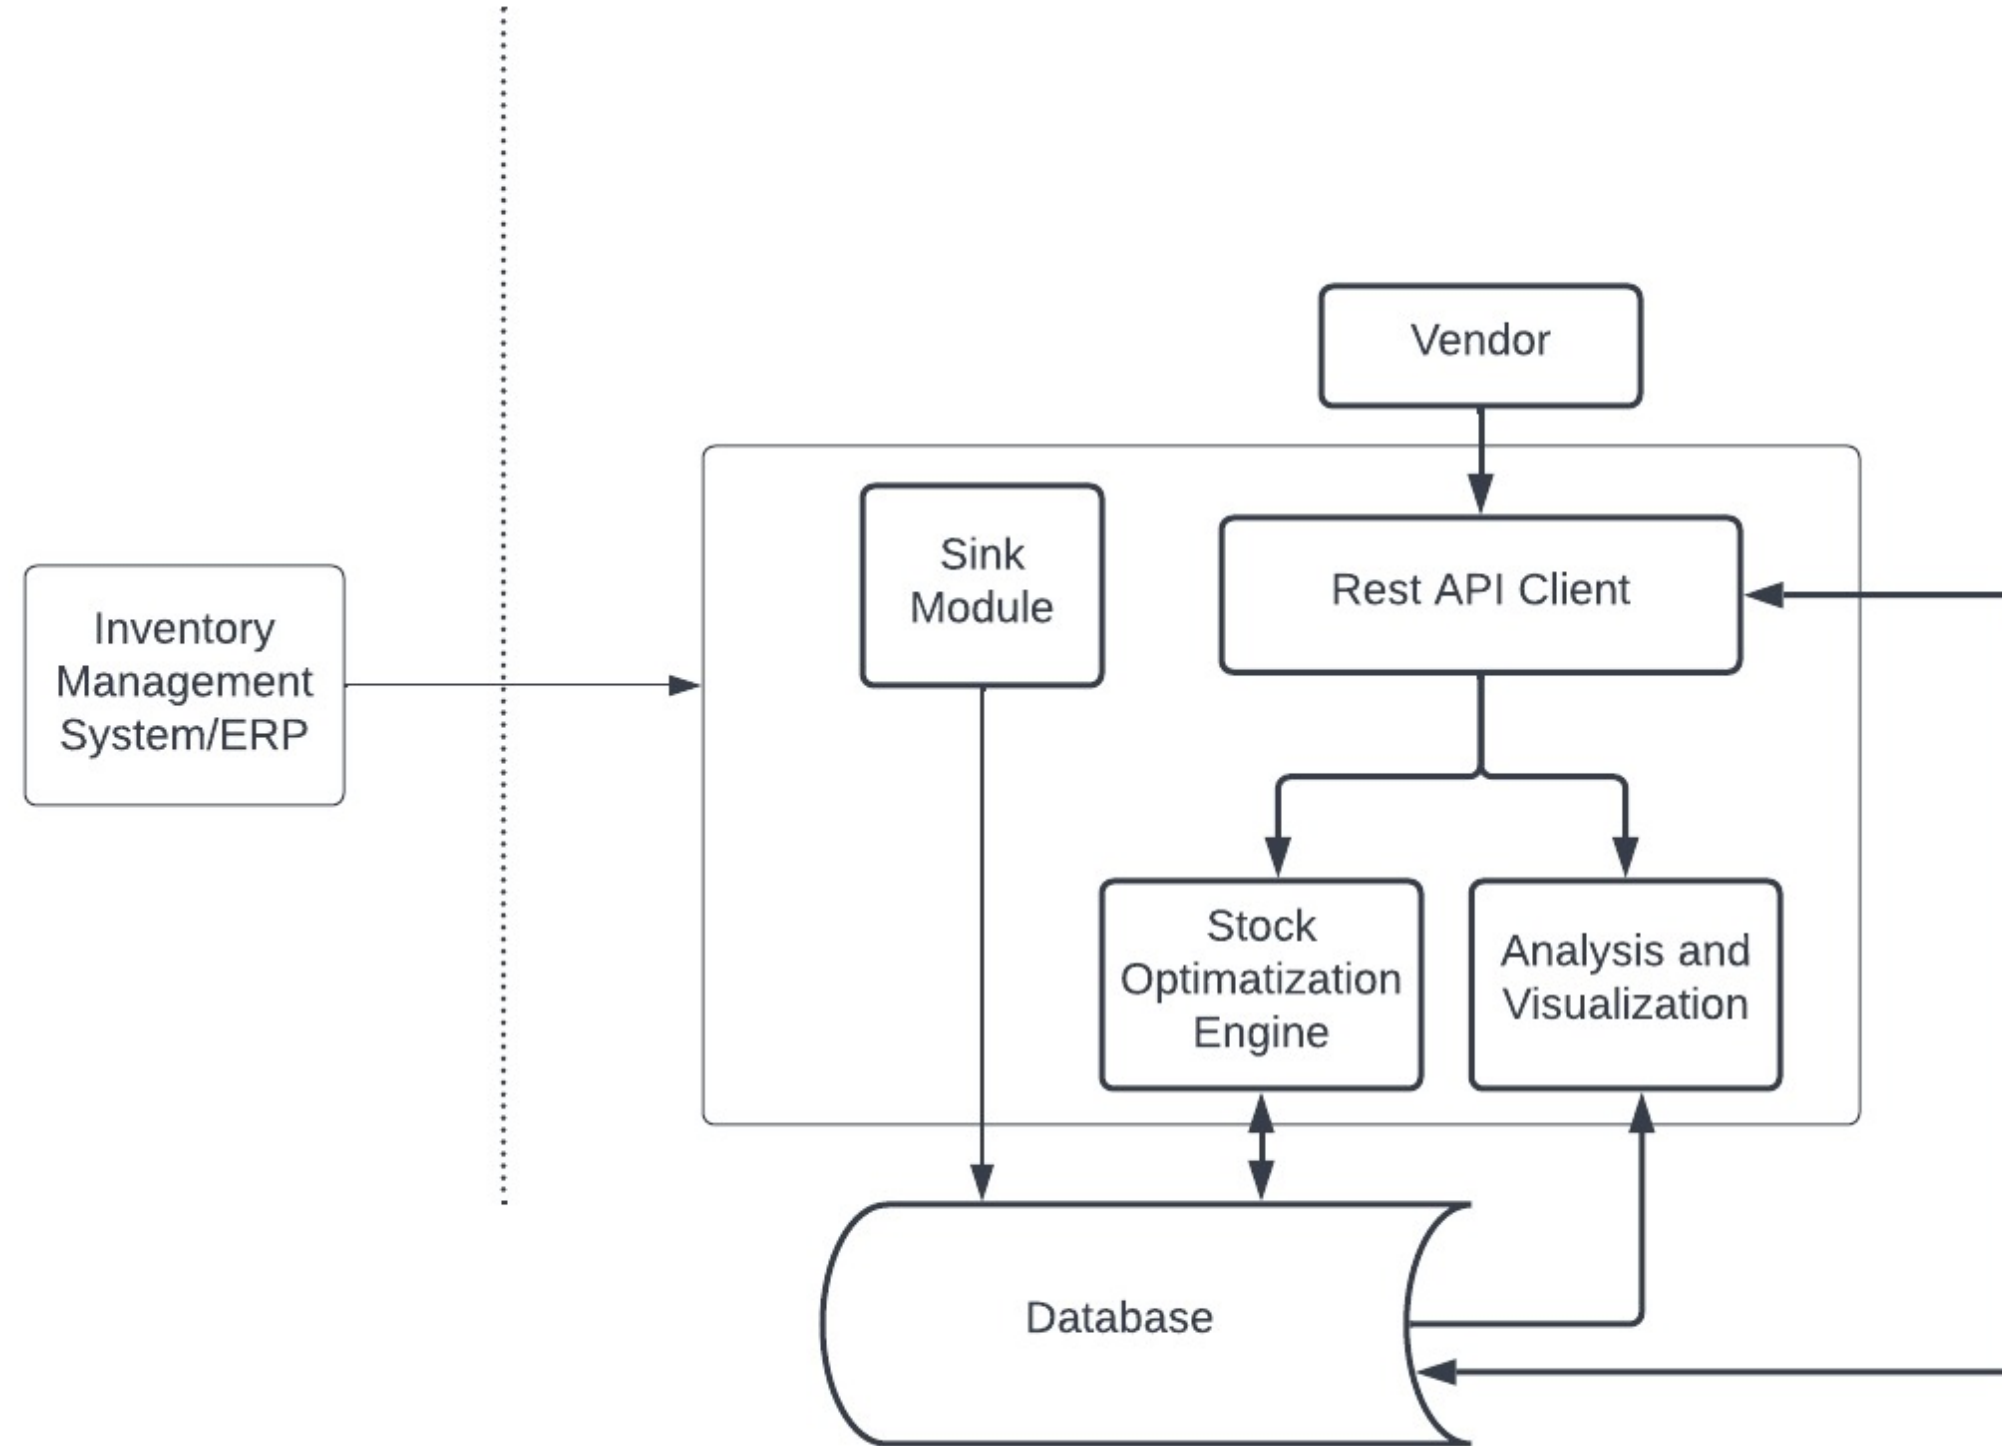 Vendor
Sink
Module
Rest API Client
Inventory
Management
System/ERP
Stock
Optimatization
Engine
Analysis and
Visualization
Database